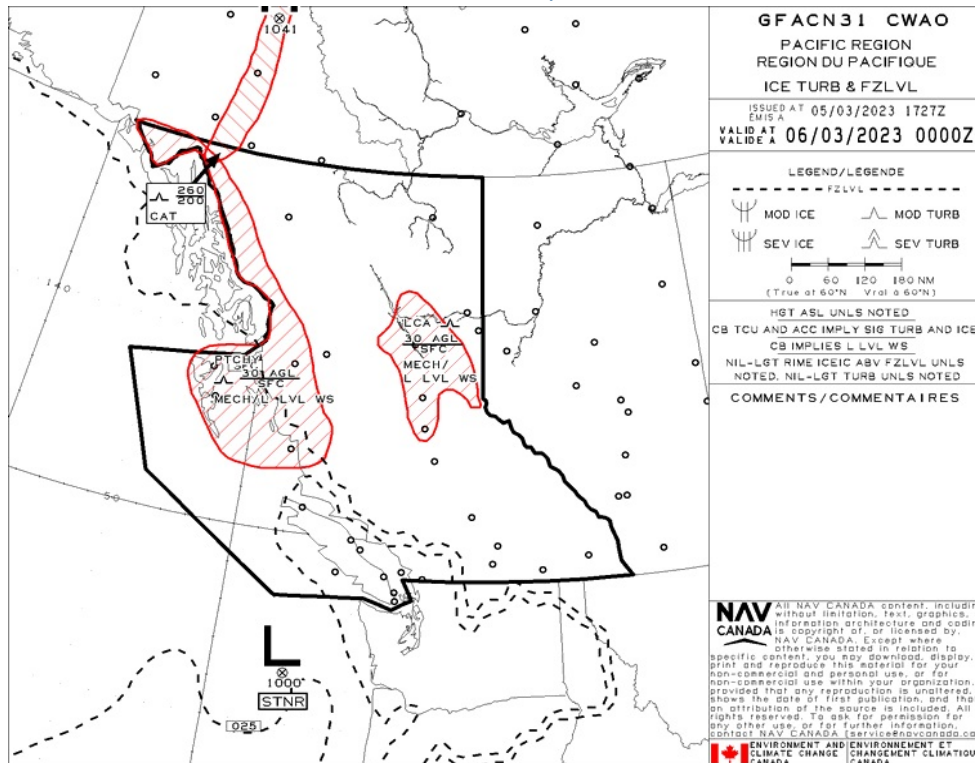 1041
260
200
CAT
140
LCA
30 AGL
SFC
MECH/
L LVL WS
PTCHY
30 AGL
SFC
MECH/L LVL WS
50
L
1000
STNR
025
GFACN31 CWAO
PACIFIC REGION
REGION DU PACIFIQUE
ICE TURB & FZLVL
ISSUED AT
EMIS A
05/03/2023 1727Z
VALID AT
VALIDE A
06/03/2023 0000Z
LEGEND/LEGENDE
FZLVL
MOD ICE
MOD TURB
SEV ICE
SEV TURB
0 60 120 180 NM
(True at 60°N Vrai à 60°N)
HGT ASL UNLS NOTED
CB TCU AND ACC IMPLY SIG TURB AND ICE
CB IMPLIES L LVL WS
NIL-LGT RIME ICEIC ABV FZLVL UNLS
NOTED. NIL-LGT TURB UNLS NOTED
COMMENTS/COMMENTAIRES
NAV
CANADA
All NAV CANADA content, includin
without limitation, text, graphics,
information architecture and codin
is copyright of, or licensed by,
NAV CANADA. Except where
otherwise stated in relation to
specific content, you may download, display,
print and reproduce this material for your
non-commercial and personal use, or for
non-commercial use within your organization,
provided that any reproduction is unaltered,
shows the date of first publication, and tha
an attribution of the source is included. All
rights reserved. To ask for permission for
any other use, or for further information,
contact NAV CANADA [service@navcanada.ca
ENVIRONMENT AND
CLIMATE CHANGE
CANADA
ENVIRONNEMENT ET
CHANGEMENT CLIMATIQU
CANADA